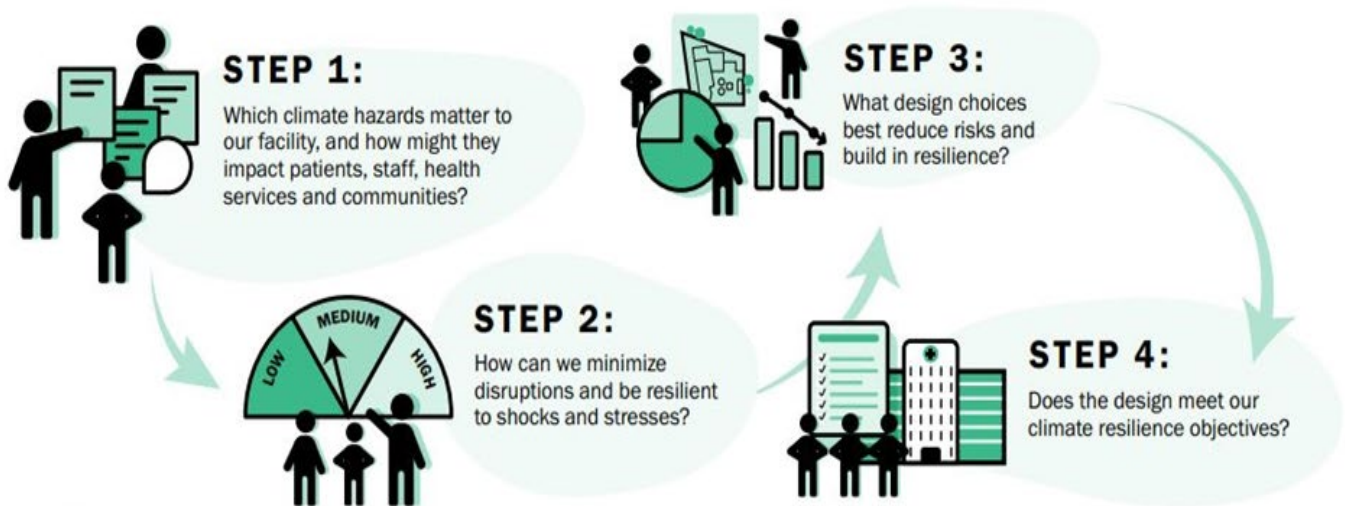 STEP 1:
Which climate hazards matter to
our facility, and how might they
impact patients, staff, health
services and communities?
LOW
MEDIUM
HIGH
STEP 2:
How can we minimize
disruptions and be resilient
to shocks and stresses?
STEP 3:
What design choices
best reduce risks and
build in resilience?
STEP 4:
Does the design meet our
climate resilience objectives?